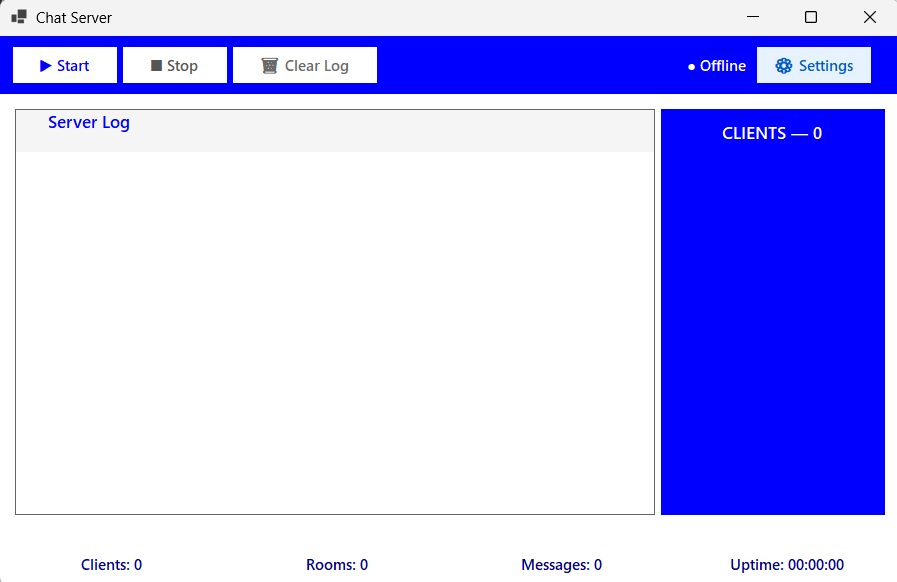 Chat Server
▶ Start
■ Stop
Clear Log
● Offline
Settings
Server Log
CLIENTS — 0
Clients: 0
Rooms: 0
Messages: 0
Uptime: 00:00:00